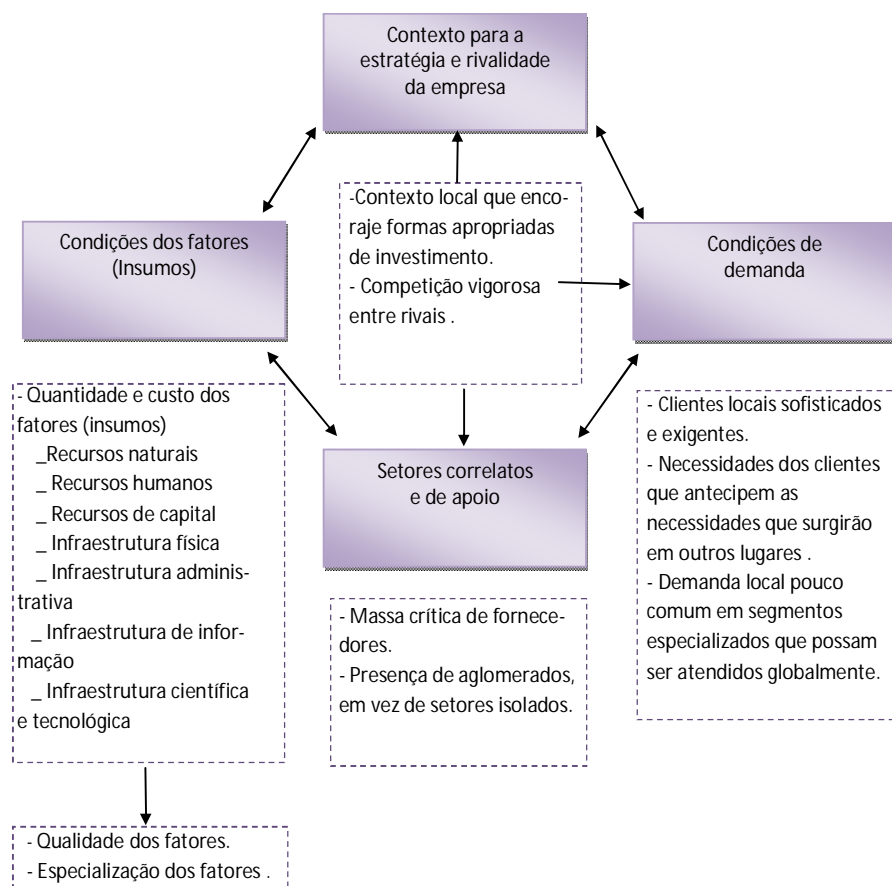 Contexto para a
estratégia e rivalidade
da empresa
-Contexto local que enco-
raje formas apropriadas
de investimento.
- Competição vigorosa
entre rivais .
Condições dos fatores
(Insumos)
Condições de
demanda
- Quantidade e custo dos
fatores (insumos)
_Recursos naturais
_ Recursos humanos
_ Recursos de capital
_ Infraestrutura física
_ Infraestrutura adminis-
trativa
_ Infraestrutura de infor-
mação
_ Infraestrutura científica
e tecnológica
Setores correlatos
e de apoio
- Massa crítica de fornece-
dores.
- Presença de aglomerados,
em vez de setores isolados.
- Clientes locais sofisticados
e exigentes.
- Necessidades dos clientes
que antecipem as
necessidades que surgirão
em outros lugares .
- Demanda local pouco
comum em segmentos
especializados que possam
ser atendidos globalmente.
- Qualidade dos fatores.
- Especialização dos fatores .